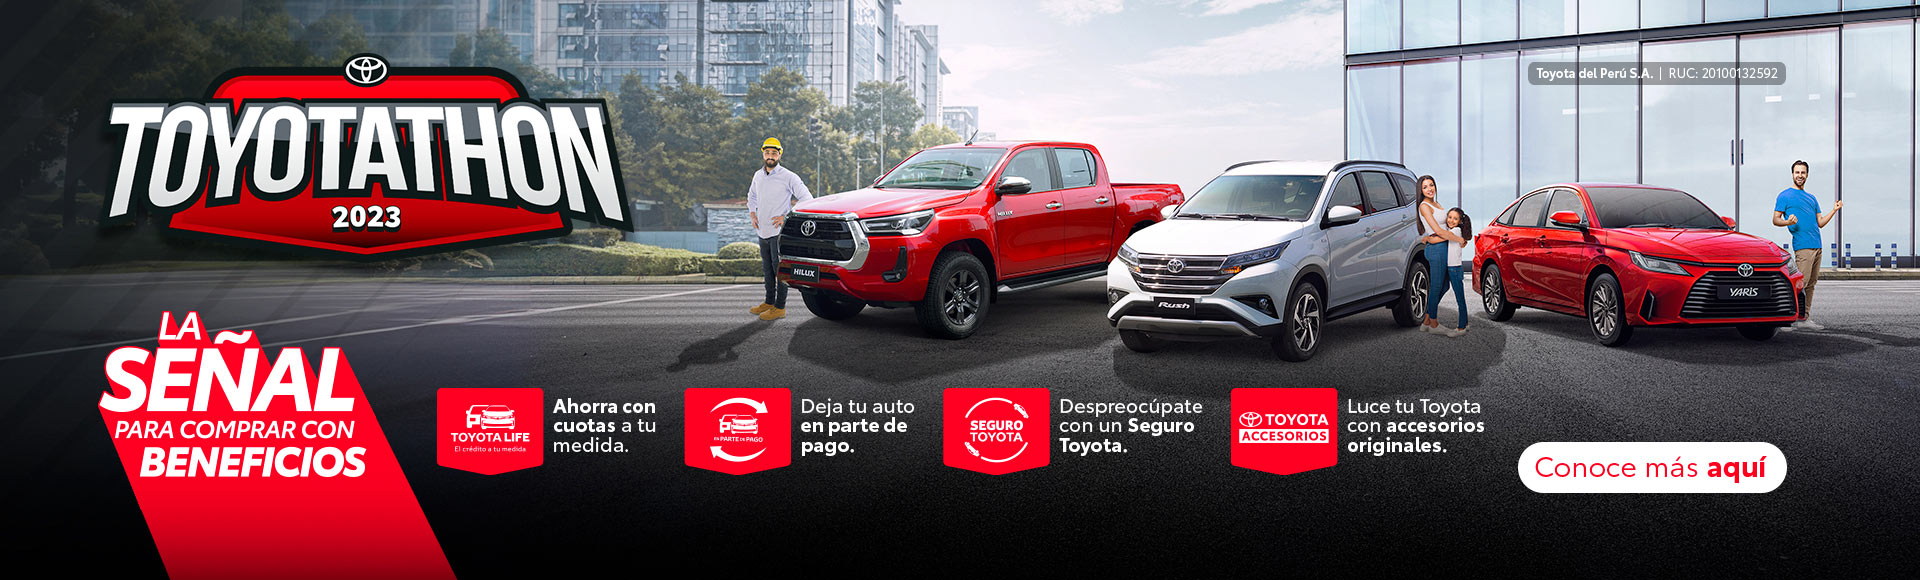 Toyota del Perú S.A. | RUC: 20100132592
TOYOTATHON
2023
HILUX
HILUX
Rush
YARIS
LA
SEÑAL
PARA COMPRAR CON
BENEFICIOS
TOYOTA LIFE
El crédito a tu medida
Ahorra con
cuotas a tu
medida.
EN PARTE DE PAGO
Deja tu auto
en parte de
pago.
SEGURO
TOYOTA
Despreocúpate
con un Seguro
Toyota.
TOYOTA
ACCESORIOS
Luce tu Toyota
con accesorios
originales.
Conoce más aquí